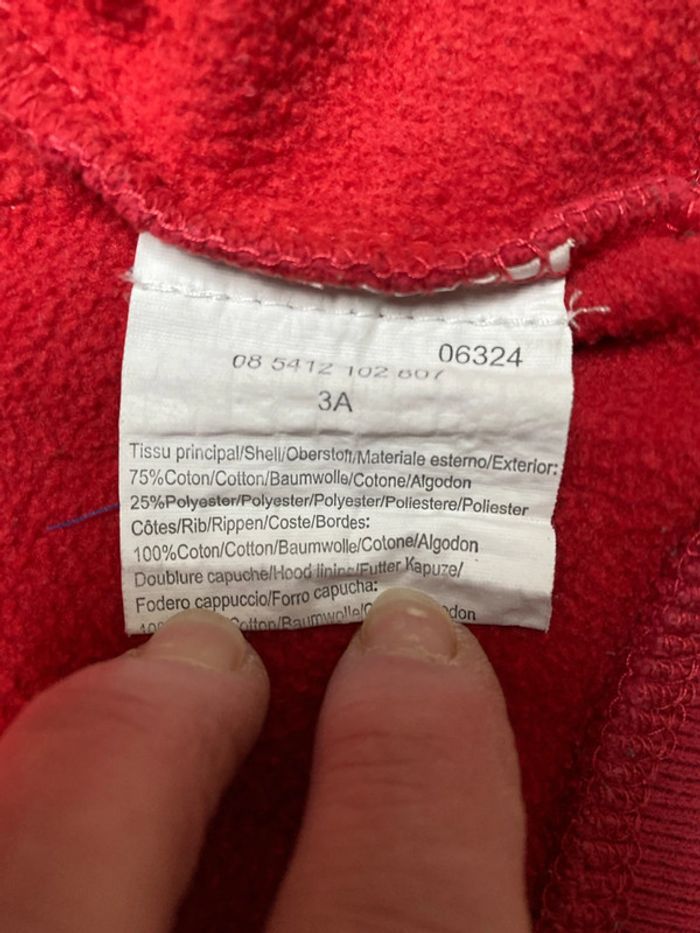 06324
08 5412 102 807
3A
Tissu principal/Shell/Oberstoff/Materiale esterno/Exterior:
75%Coton/Cotton/Baumwolle/Cotone/Algodon
25%Polyester/Polyester/Polyester/Poliestere/Poliester
Côtes/Rib/Rippen/Coste/Bordes:
100%Coton/Cotton/Baumwolle/Cotone/Algodon
Doublure capuche/Hood lining/Futter Kapuze/
Fodero cappuccio/Forro capucha:
Cotton/Baumwolle/